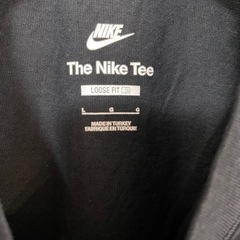 NIKE
The Nike Tee
LOOSE FIT
L G G
MADE IN TURKEY
FABRIQUÉ EN TURQUIE